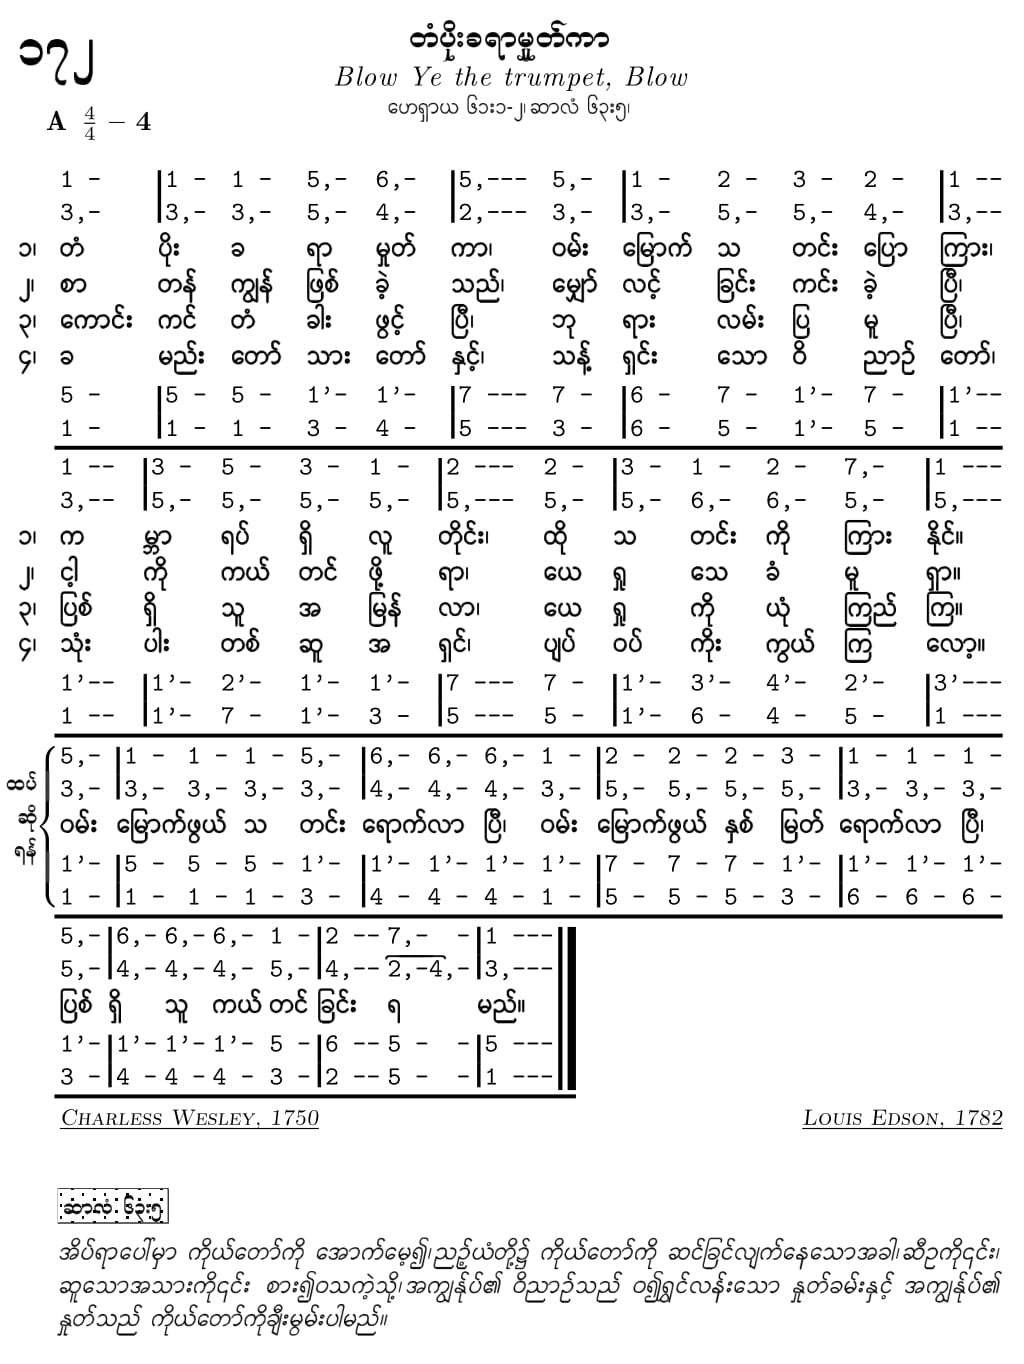 ၁၇၂
တံပိုးခရာမှုတ်ကာ
Blow Ye the trumpet, Blow
ဟေရှာယ ၆၁း၁-၂၊ ဆာလံ ၆၃း၅၊
A 4/4 – 4
1 - |1 - 1 - 5,- 6,- |5,--- 5,- |1 - 2 - 3 - 2 - |1 --
3,- |3,- 3,- 5,- 4,- |2,--- 3,- |3,- 5,- 5,- 4,- |3,--
၁၊ တံ ပိုး ခ ရာ မှုတ် ကာ၊ ဝမ်း မြောက် သ တင်း ပြော ကြား၊
၂၊ စာ တန် ကျွန် ဖြစ် ခဲ့ သည်၊ မျှော် လင့် ခြင်း ကင်း ခဲ့ ပြီ၊
၃၊ ကောင်း ကင် တံ ခါး ဖွင့် ပြီ၊ ဘု ရား လမ်း ပြ မူ ပြီ၊
၄၊ ခ မည်း တော် သား တော် နှင့်၊ သန့် ရှင်း သော ဝိ ညာဉ် တော်၊
5 - |5 - 5 - 1’- 1’- |7 --- 7 - |6 - 7 - 1’- 7 - |1’--
1 - |1 - 1 - 3 - 4 - |5 --- 3 - |6 - 5 - 1’- 5 - |1 --
1 -- |3 - 5 - 3 - 1 - |2 --- 2 - |3 - 1 - 2 - 7,- |1 ---
3,-- |5,- 5,- 5,- 5,- |5,--- 5,- |5,- 6,- 6,- 5,- |5,---
၁၊ က မ္ဘာ ရပ် ရှိ လူ တိုင်း၊ ထို သ တင်း ကို ကြား နိုင်။
၂၊ ငါ့ ကို ကယ် တင် ဖို့ ရာ၊ ယေ ရှု သေ ခံ မူ ရှာ။
၃၊ ပြစ် ရှိ သူ အ မြန် လာ၊ ယေ ရှု ကို ယုံ ကြည် ကြ။
၄၊ သုံး ပါး တစ် ဆူ အ ရှင်၊ ပျပ် ဝပ် ကိုး ကွယ် ကြ လော့။
1’-- |1’- 2’- 1’- 1’- |7 --- 7 - |1’- 3’- 4’- 2’- |3’---
1 -- |1’- 7 - 1’- 3 - |5 --- 5 - |1’- 6 - 4 - 5 - |1 ---
ထပ်
ဆို
ရန်
5,- |1 - 1 - 1 - 5,- |6,- 6,- 6,- 1 - |2 - 2 - 2 - 3 - |1 - 1 - 1 -
3,- |3,- 3,- 3,- 3,- |4,- 4,- 4,- 3,- |5,- 5,- 5,- 5,- |3,- 3,- 3,-
ဝမ်း မြောက်ဖွယ် သ တင်း ရောက်လာ ပြီ၊ ဝမ်း မြောက်ဖွယ် နှစ် မြတ် ရောက်လာ ပြီ၊
1’- |5 - 5 - 5 - 1’- |1’- 1’- 1’- 1’- |7 - 7 - 7 - 1’- |1’- 1’- 1’-
1 - |1 - 1 - 1 - 3 - |4 - 4 - 4 - 1 - |5 - 5 - 5 - 3 - |6 - 6 - 6 -
5,- |6,- 6,- 6,- 1 - |2 -- 7,- - |1 ---
5,- |4,- 4,- 4,- 5,- |4,-- 2,-4,- |3,---
ပြစ် ရှိ သူ ကယ် တင် ခြင်း ရ မည်။
1’- |1’- 1’- 1’- 5 - |6 -- 5 - - |5 ---
3 - |4 - 4 - 4 - 3 - |2 -- 5 - - |1 ---
Charless Wesley, 1750 Louis Edson, 1782
ဆာလံ ၆၃း၅
အိပ်ရာပေါ်မှာ ကိုယ်တော်ကို အောက်မေ့၍၊ ညဥ့်ယံတို့၌ ကိုယ်တော်ကို ဆင်ခြင်လျက်နေသောအခါ၊ ဆီဥကို၎င်း၊
ဆူသောအသားကို၎င်း စား၍ဝသကဲ့သို့၊ အကျွန်ုပ်၏ ဝိညာဉ်သည် ဝ၍ရွှင်လန်းသော နှုတ်ခမ်းနှင့် အကျွန်ုပ်၏
နှုတ်သည် ကိုယ်တော်ကိုချီးမွမ်းပါမည်။